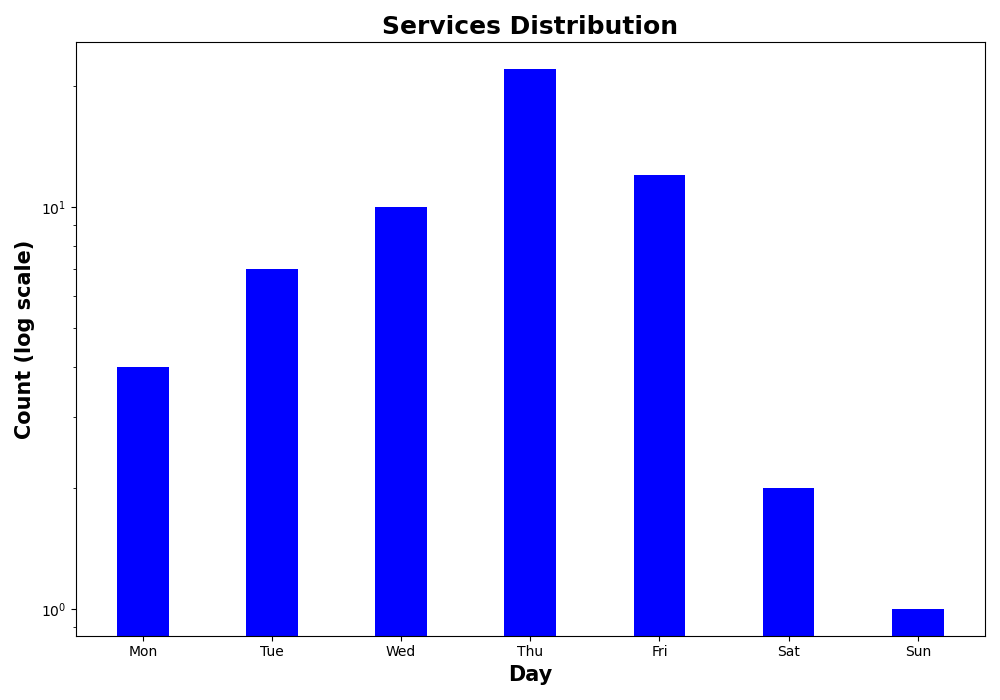 Services Distribution
Count (log scale)
10¹
10⁰
Mon Tue Wed Thu Fri Sat Sun
Day